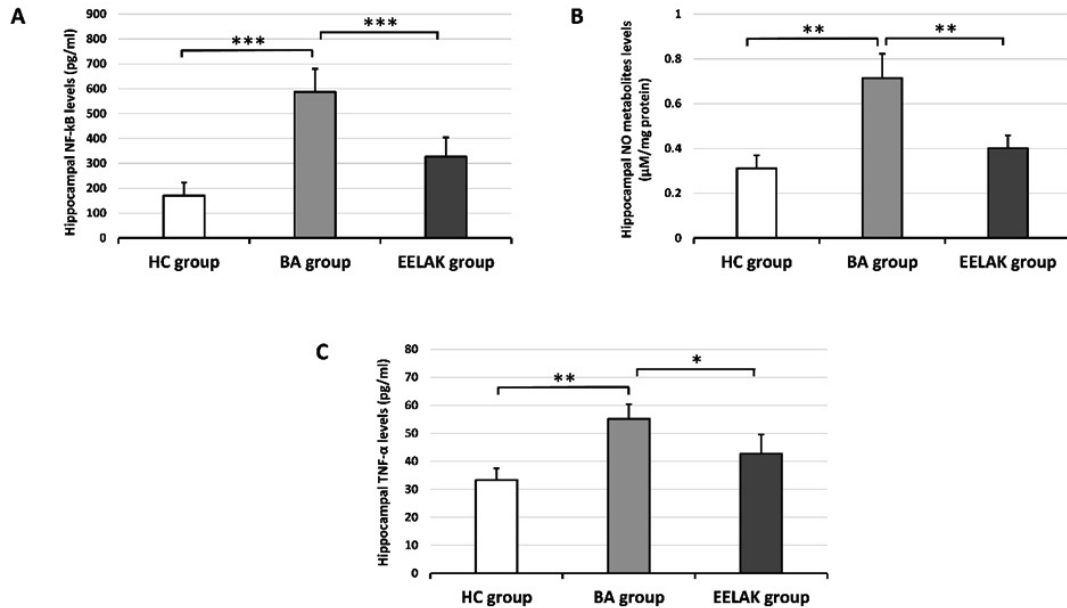 A
Hippocampal NF-kB levels (pg/ml)
900
800
700
600
500
400
300
200
100
0
***
***
HC group
BA group
EELAK group
B
Hippocampal NO metabolites levels
(μM/mg protein)
1
0.8
0.6
0.4
0.2
0
**
**
HC group
BA group
EELAK group
C
Hippocampal TNF-α levels (pg/ml)
80
70
60
50
40
30
20
10
0
**
*
HC group
BA group
EELAK group